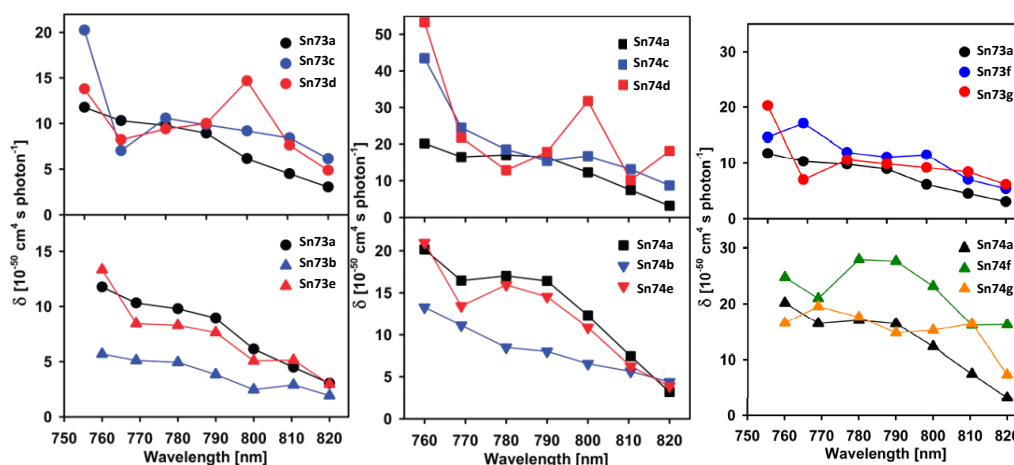 20
15
10
5
0
Sn73a
Sn73c
Sn73d
50
40
30
20
10
0
Sn74a
Sn74c
Sn74d
30
20
10
0
Sn73a
Sn73f
Sn73g
δ [10-50 cm4 s photon-1]
δ [10-50 cm4 s photon-1]
δ [10-50 cm4 s photon-1]
15
10
5
0
Sn73a
Sn73b
Sn73e
20
15
10
5
0
Sn74a
Sn74b
Sn74e
30
20
10
0
Sn74a
Sn74f
Sn74g
750 760 770 780 790 800 810 820
Wavelength [nm]
760 770 780 790 800 810 820
Wavelength [nm]
750 760 770 780 790 800 810 820
Wavelength [nm]